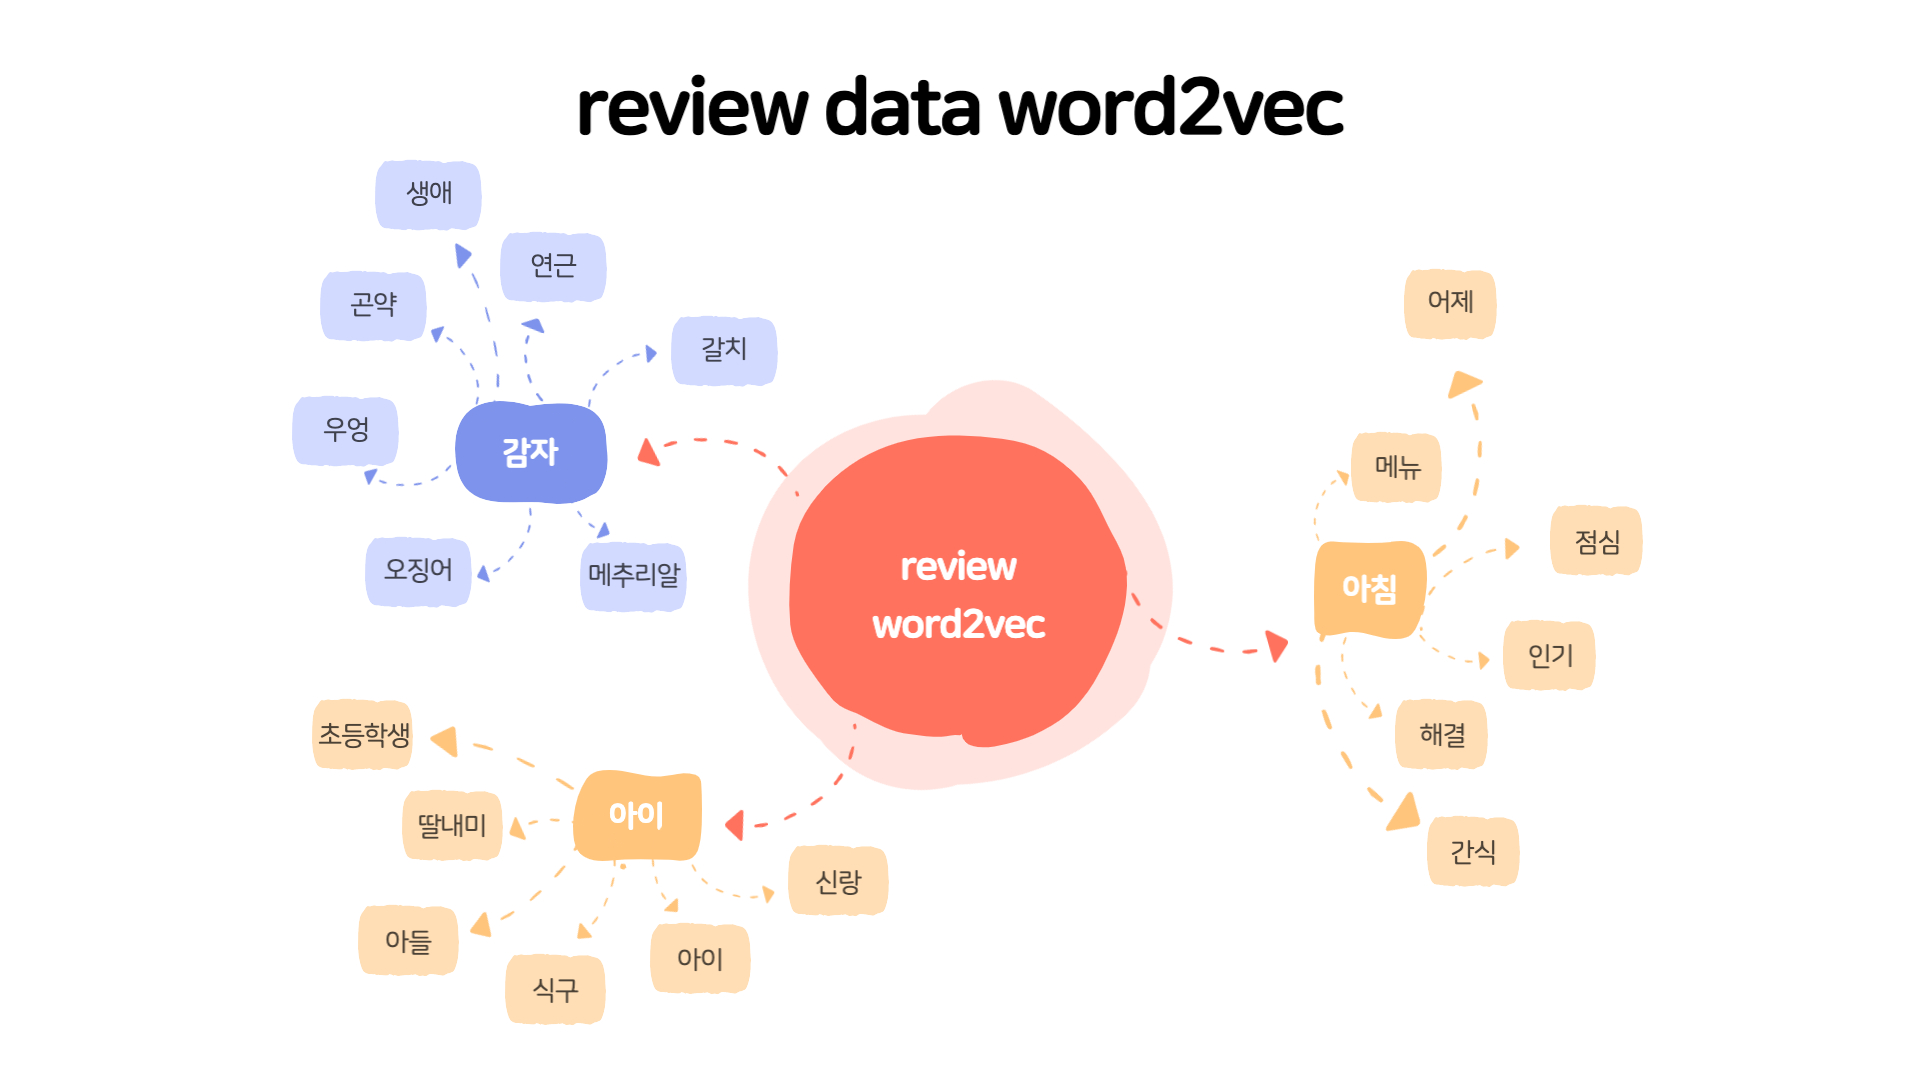 review data word2vec
생애
연근
곤약
갈치
우엉
감자
오징어
메추리알
review
word2vec
어제
메뉴
점심
아침
인기
해결
간식
초등학생
딸내미
아이
아들
식구
아이
신랑